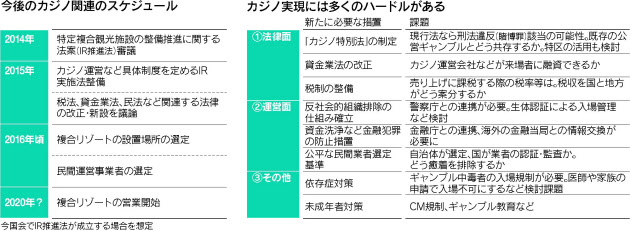 今後のカジノ関連のスケジュール
2014年
特定複合観光施設の整備推進に関する
法案(IR推進法)審議
2015年
カジノ運営など具体制度を定めるIR
実施法整備
税法、貸金業法、民法など関連する法律
の改正・新設を議論
2016年頃
複合リゾートの設置場所の選定
民間運営事業者の選定
2020年？
複合リゾートの営業開始
今国会でIR推進法が成立する場合を想定
カジノ実現には多くのハードルがある
新たに必要な措置
課題
①法律面
「カジノ特別法」の制定
現行法なら刑法違反(賭博罪)該当の可能性。既存の公
営ギャンブルとどう共存するか。特区の活用も検討
貸金業法の改正
カジノ運営会社などが来場者に融資できるか
税制の整備
売り上げに課税する際の税率等は。税収を国と地方
がどう案分するか
②運営面
反社会的組織排除の
仕組み確立
警察庁との連携が必要。生体認証による入場管理
など検討
資金洗浄など金融犯罪
の防止措置
金融庁との連携、海外の金融当局との情報交換が
必要に
公平な民間業者選定
基準
自治体が選定、国が業者の認証・監査か。
どう癒着を排除するか
③その他
依存症対策
ギャンブル中毒者の入場規制が必要。医師や家族の
申請で入場不可にするなど検討課題
未成年者対策
CM規制、ギャンブル教育など